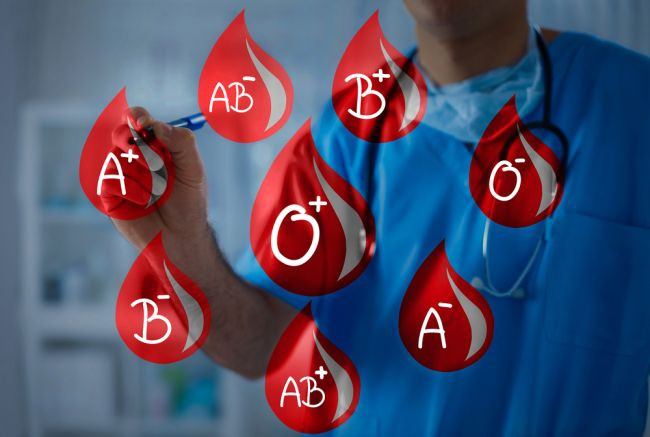 AB-
B+
A+
O-
O+
B-
A-
AB+